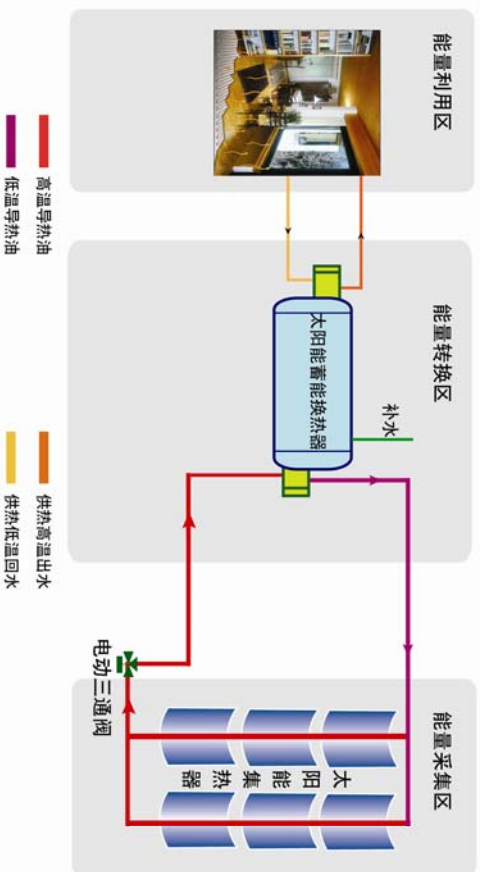 能量利用区
能量转换区
能量采集区
太阳能蓄能换热器
补水
电动三通阀
太阳能集热器
高温导热油
低温导热油
供热高温出水
供热低温回水